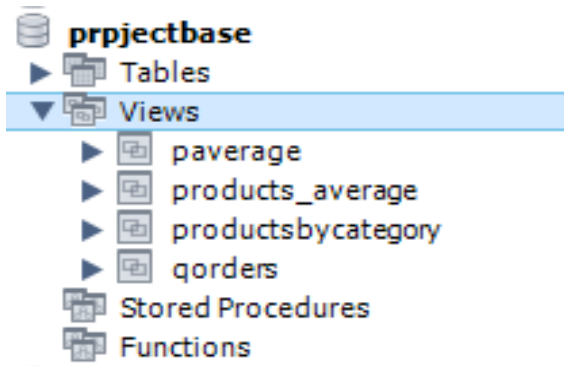 prpjectbase
Tables
Views
paverage
products_average
productsbycategory
qorders
Stored Procedures
Functions